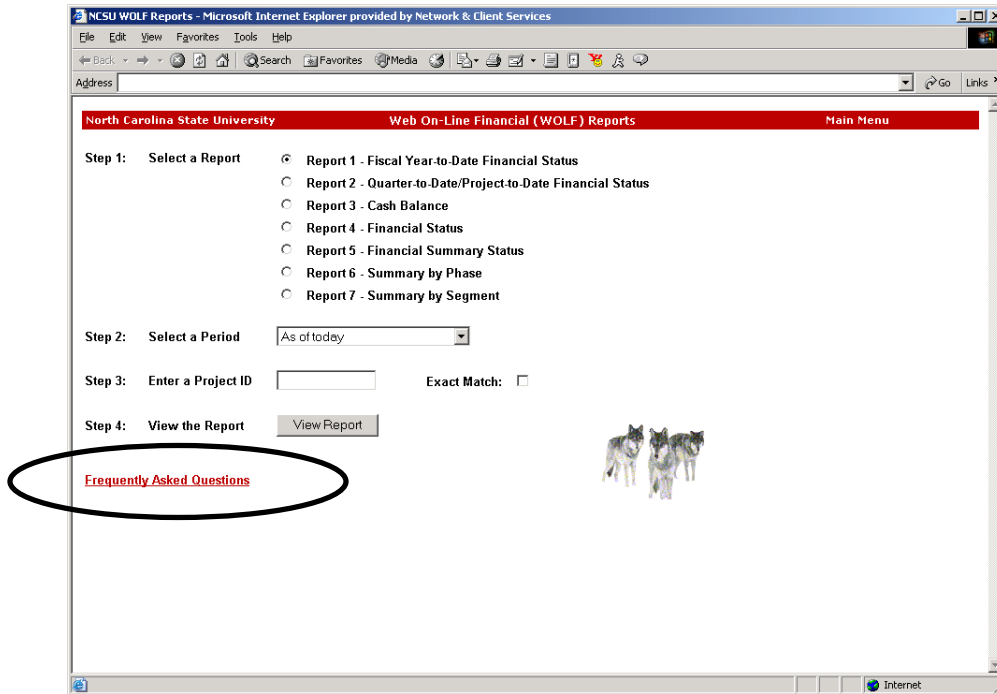 NCSU WOLF Reports - Microsoft Internet Explorer provided by Network & Client Services
File Edit View Favorites Tools Help
Back Search Favorites Media
Address Go Links
North Carolina State University Web On-Line Financial (WOLF) Reports Main Menu
Step 1: Select a Report Report 1 - Fiscal Year-to-Date Financial Status
Report 2 - Quarter-to-Date/Project-to-Date Financial Status
Report 3 - Cash Balance
Report 4 - Financial Status
Report 5 - Financial Summary Status
Report 6 - Summary by Phase
Report 7 - Summary by Segment
Step 2: Select a Period As of today
Step 3: Enter a Project ID Exact Match:
Step 4: View the Report View Report
Frequently Asked Questions
Internet